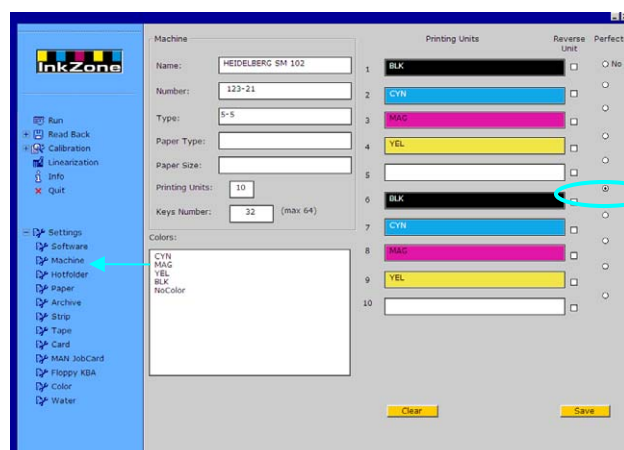 InkZone
Run
Read Back
Calibration
Linearization
Info
Quit
Settings
Software
Machine
Hotfolder
Paper
Archive
Strip
Tape
Card
MAN JobCard
Floppy KBA
Color
Water
Machine
Name: HEIDELBERG SM 102
Number: 123-21
Type: 5-5
Paper Type:
Paper Size:
Printing Units: 10
Keys Number: 32 (max 64)
Colors:
CYN
MAG
YEL
BLK
NoColor
Printing Units
Reverse
Unit
Perfect
1 BLK No
2 CYN
3 MAG
4 YEL
5
6 BLK
7 CYN
8 MAG
9 YEL
10
Clear
Save